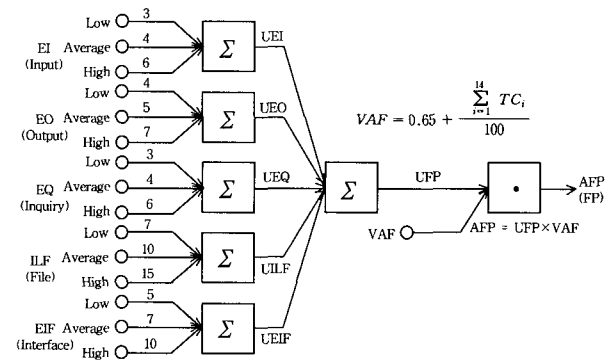 Low 3
EI Average 4
(Input)
High 6
Σ
UEI
Low 4
EO Average 5
(Output)
High 7
Σ
UEO
Low 3
EQ Average 4
(Inquiry)
High 6
Σ
UEQ
Low 7
ILF Average 10
(File)
High 15
Σ
UILF
Low 5
EIF Average 7
(Interface)
High 10
Σ
UEIF
Σ
UFP
VAF = 0.65 + \frac{\sum_{i=1}^{14} TC_i}{100}
VAF
•
AFP
(FP)
AFP = UFP×VAF